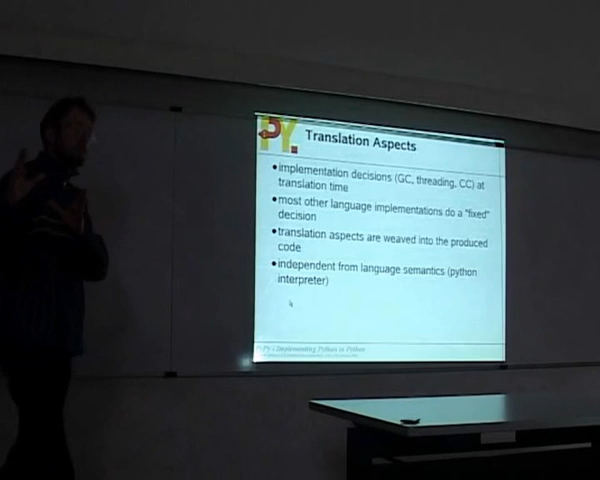 PY.
Translation Aspects
•implementation decisions (GC, threading, CC) at
translation time
•most other language implementations do a "fixed"
decision
•translation aspects are weaved into the produced
code
•independent from language semantics (python
interpreter)
Implementing Python in Python